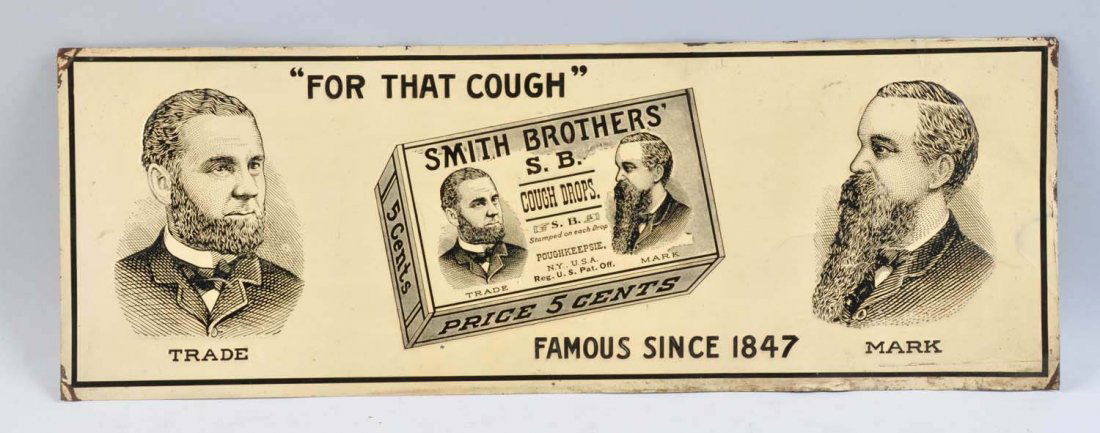 "FOR THAT COUGH"
SMITH BROTHERS'
S. B.
COUGH DROPS.
S. B.
Stamped on each Drop
POUGHKEEPSIE,
N.Y., U.S.A.
Reg. U.S. Pat. Off.
TRADE
MARK
5 Cents
PRICE 5 CENTS
TRADE
FAMOUS SINCE 1847
MARK